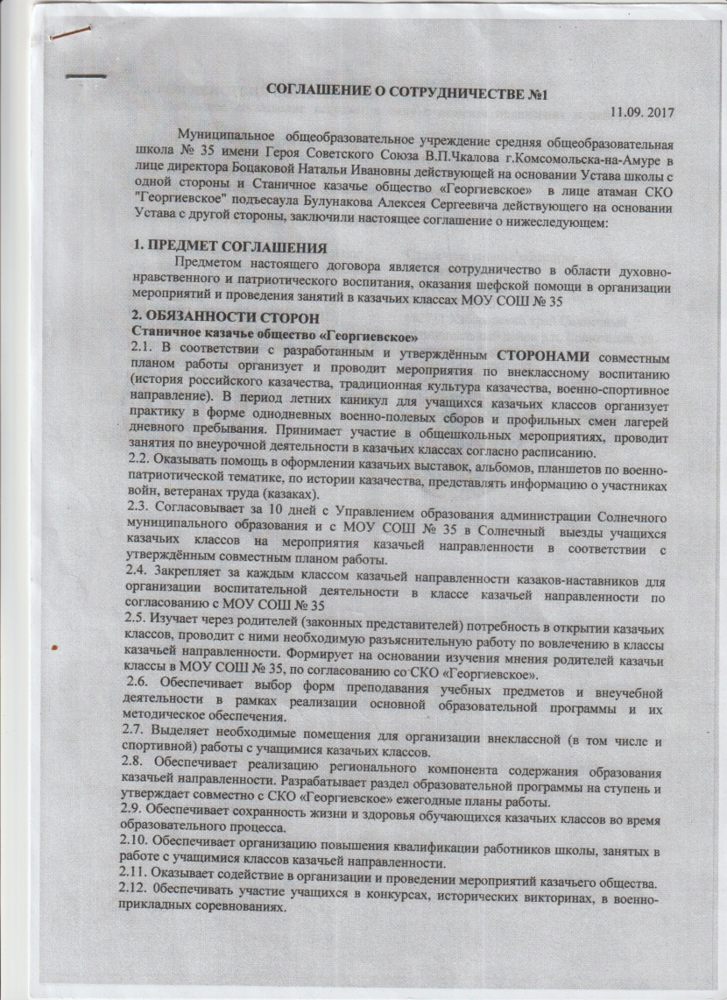 СОГЛАШЕНИЕ О СОТРУДНИЧЕСТВЕ №1
11.09. 2017
Муниципальное общеобразовательное учреждение средняя общеобразовательная
школа № 35 имени Героя Советского Союза В.П.Чкалова г.Комсомольска-на-Амуре в
лице директора Боцаковой Натальи Ивановны действующей на основании Устава школы с
одной стороны и Станичное казачье общество «Георгиевское» в лице атаман СКО
"Георгиевское" подъесаула Булунакова Алексея Сергеевича действующего на основании
Устава с другой стороны, заключили настоящее соглашение о нижеследующем:
1. ПРЕДМЕТ СОГЛАШЕНИЯ
Предметом настоящего договора является сотрудничество в области духовно-
нравственного и патриотического воспитания, оказания шефской помощи в организации
мероприятий и проведения занятий в казачьих классах МОУ СОШ № 35
2. ОБЯЗАННОСТИ СТОРОН
Станичное казачье общество «Георгиевское»
2.1. В соответствии с разработанным и утверждённым СТОРОНАМИ совместным
планом работы организует и проводит мероприятия по внеклассному воспитанию
(история российского казачества, традиционная культура казачества, военно-спортивное
направление). В период летних каникул для учащихся казачьих классов организует
практику в форме однодневных военно-полевых сборов и профильных смен лагерей
дневного пребывания. Принимает участие в общешкольных мероприятиях, проводит
занятия по внеурочной деятельности в казачьих классах согласно расписанию.
2.2. Оказывать помощь в оформлении казачьих выставок, альбомов, планшетов по военно-
патриотической тематике, по истории казачества, представлять информацию о участниках
войн, ветеранах труда (казаках).
2.3. Согласовывает за 10 дней с Управлением образования администрации Солнечного
муниципального образования и с МОУ СОШ № 35 в Солнечный выезды учащихся
казачьих классов на мероприятия казачьей направленности в соответствии с
утверждённым совместным планом работы.
2.4. Закрепляет за каждым классом казачьей направленности казаков-наставников для
организации воспитательной деятельности в классе казачьей направленности по
согласованию с МОУ СОШ № 35
2.5. Изучает через родителей (законных представителей) потребность в открытии казачьих
классов, проводит с ними необходимую разъяснительную работу по вовлечению в классы
казачьей направленности. Формирует на основании изучения мнения родителей казачьи
классы в МОУ СОШ № 35, по согласованию со СКО «Георгиевское».
2.6. Обеспечивает выбор форм преподавания учебных предметов и внеучебной
деятельности в рамках реализации основной образовательной программы и их
методическое обеспечения.
2.7. Выделяет необходимые помещения для организации внеклассной (в том числе и
спортивной) работы с учащимися казачьих классов.
2.8. Обеспечивает реализацию регионального компонента содержания образования
казачьей направленности. Разрабатывает раздел образовательной программы на ступень и
утверждает совместно с СКО «Георгиевское» ежегодные планы работы.
2.9. Обеспечивает сохранность жизни и здоровья обучающихся казачьих классов во время
образовательного процесса.
2.10. Обеспечивает организацию повышения квалификации работников школы, занятых в
работе с учащимися классов казачьей направленности.
2.11. Оказывает содействие в организации и проведении мероприятий казачьего общества.
2.12. 0беспечивать участие учащихся в конкурсах, исторических викторинах, в военно-
прикладных соревнованиях.